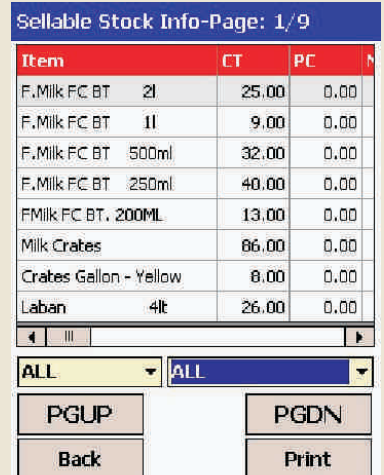 Sellable Stock Info-Page: 1/9
Item CT PC
F.Milk FC BT 2l 25.00 0.00
F.Milk FC BT 1l 9.00 0.00
F.Milk FC BT 500ml 32.00 0.00
F.Milk FC BT 250ml 40.00 0.00
FMilk FC BT. 200ML 13.00 0.00
Milk Crates 86.00 0.00
Crates Gallon - Yellow 8.00 0.00
Laban 4lt 26.00 0.00
ALL ALL
PGUP PGDN
Back Print